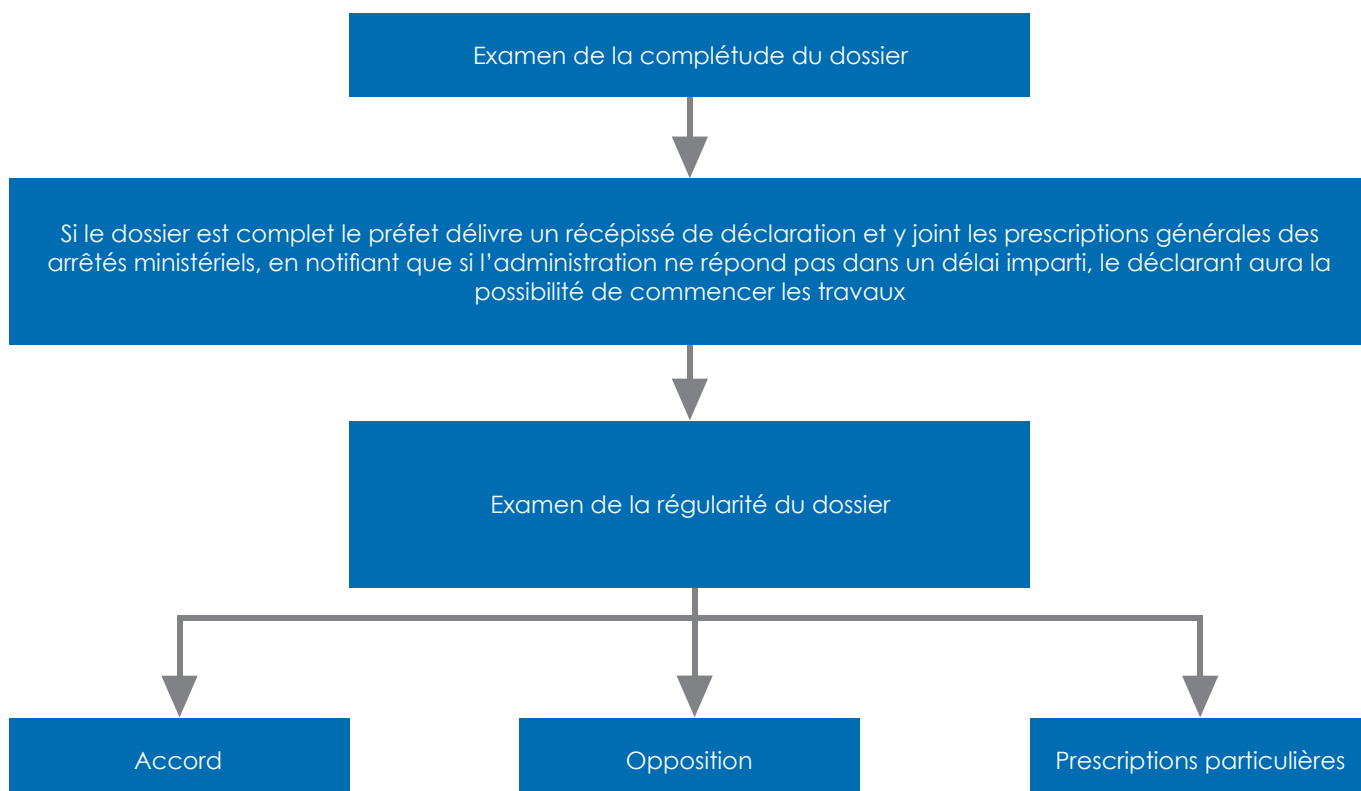 Examen de la complétude du dossier
Si le dossier est complet le préfet délivre un récépissé de déclaration et y joint les prescriptions générales des
arrêtés ministériels, en notifiant que si l’administration ne répond pas dans un délai imparti, le déclarant aura la
possibilité de commencer les travaux
Examen de la régularité du dossier
Accord
Opposition
Prescriptions particulières